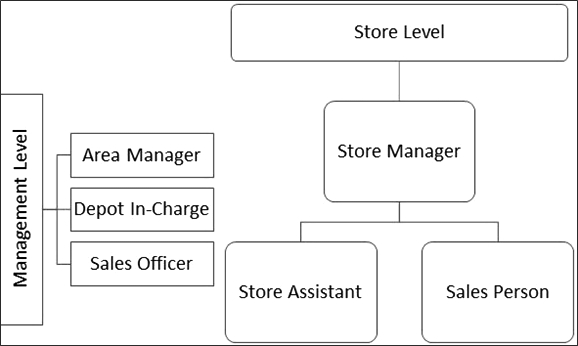 Store Level
Store Manager
Store Assistant
Sales Person
Management Level
Area Manager
Depot In-Charge
Sales Officer